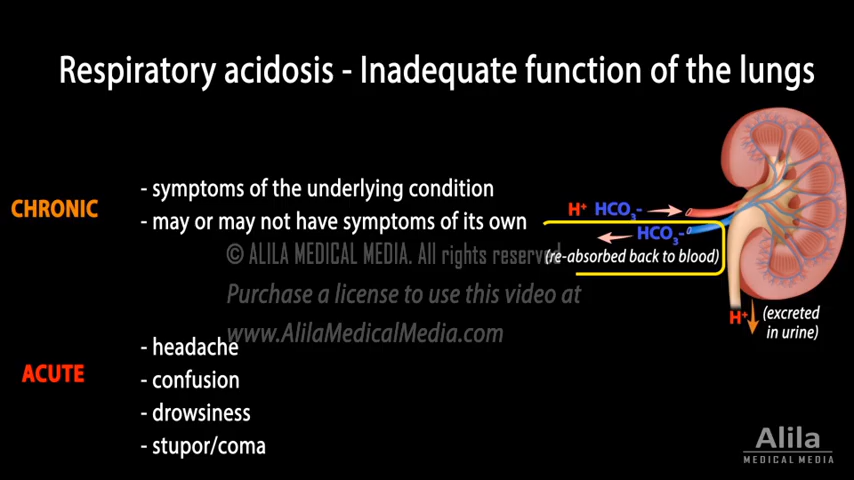 Respiratory acidosis - Inadequate function of the lungs
CHRONIC
- symptoms of the underlying condition
- may or may not have symptoms of its own
H+ HCO3-
HCO3-
(re-absorbed back to blood)
H+
(excreted
in urine)
© ALILA MEDICAL MEDIA. All rights reserved.
Purchase a license to use this video at
www.AlilaMedicalMedia.com
ACUTE
- headache
- confusion
- drowsiness
- stupor/coma
Alila
MEDICAL MEDIA